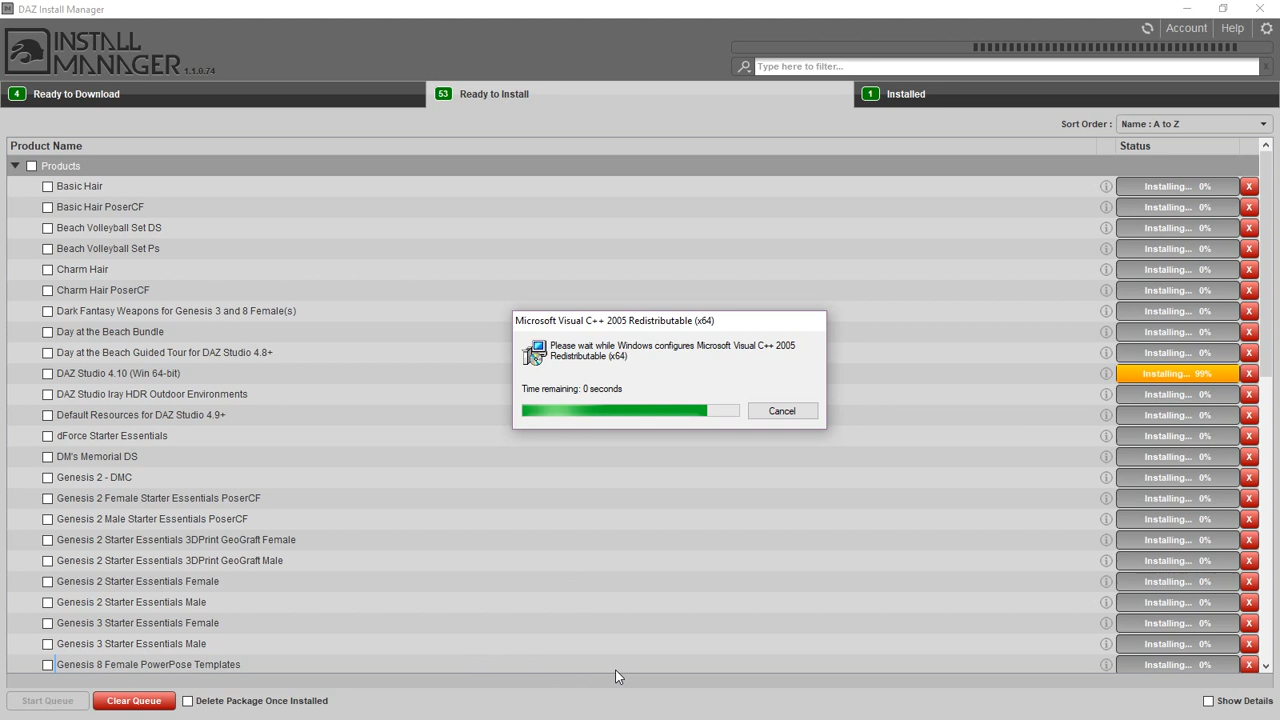 DAZ Install Manager
INSTALL
MANAGER 1.1.0.74
Account Help
Type here to filter... x
4 Ready to Download
53 Ready to Install
1 Installed
Sort Order : Name : A to Z
Product Name Status
Products
Basic Hair Installing... 0% X
Basic Hair PoserCF Installing... 0% X
Beach Volleyball Set DS Installing... 0% X
Beach Volleyball Set Ps Installing... 0% X
Charm Hair Installing... 0% X
Charm Hair PoserCF Installing... 0% X
Dark Fantasy Weapons for Genesis 3 and 8 Female(s) Installing... 0% X
Day at the Beach Bundle Installing... 0% X
Day at the Beach Guided Tour for DAZ Studio 4.8+ Installing... 0% X
DAZ Studio 4.10 (Win 64-bit) Installing... 99% X
DAZ Studio Iray HDR Outdoor Environments Installing... 0% X
Default Resources for DAZ Studio 4.9+ Installing... 0% X
dForce Starter Essentials Installing... 0% X
DM's Memorial DS Installing... 0% X
Genesis 2 - DMC Installing... 0% X
Genesis 2 Female Starter Essentials PoserCF Installing... 0% X
Genesis 2 Male Starter Essentials PoserCF Installing... 0% X
Genesis 2 Starter Essentials 3DPrint GeoGraft Female Installing... 0% X
Genesis 2 Starter Essentials 3DPrint GeoGraft Male Installing... 0% X
Genesis 2 Starter Essentials Female Installing... 0% X
Genesis 2 Starter Essentials Male Installing... 0% X
Genesis 3 Starter Essentials Female Installing... 0% X
Genesis 3 Starter Essentials Male Installing... 0% X
Genesis 8 Female PowerPose Templates Installing... 0% X
Microsoft Visual C++ 2005 Redistributable (x64)
Please wait while Windows configures Microsoft Visual C++ 2005
Redistributable (x64)
Time remaining: 0 seconds
Cancel
Start Queue Clear Queue Delete Package Once Installed Show Details